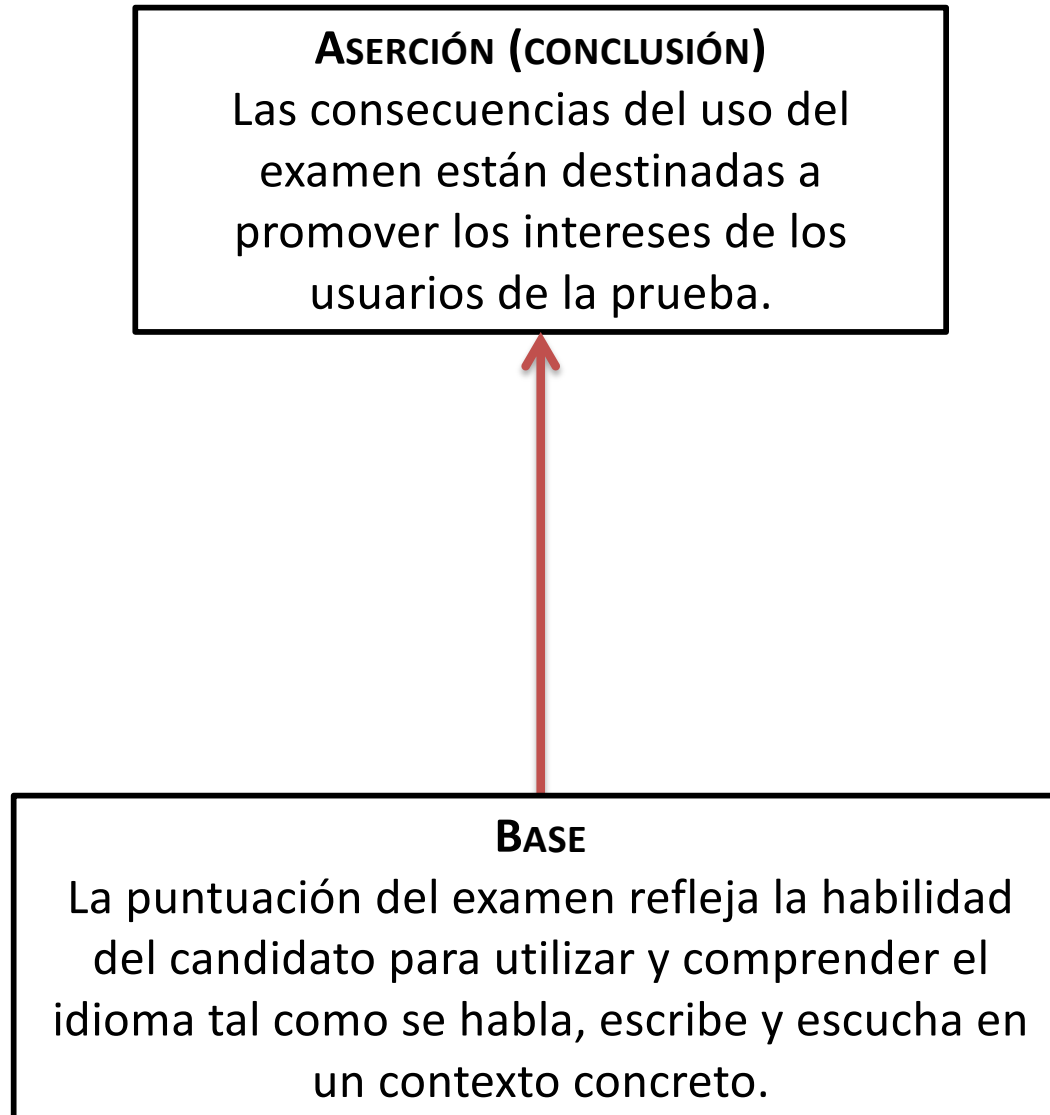 ASERCIÓN (CONCLUSIÓN)
Las consecuencias del uso del
examen están destinadas a
promover los intereses de los
usuarios de la prueba.
BASE
La puntuación del examen refleja la habilidad
del candidato para utilizar y comprender el
idioma tal como se habla, escribe y escucha en
un contexto concreto.